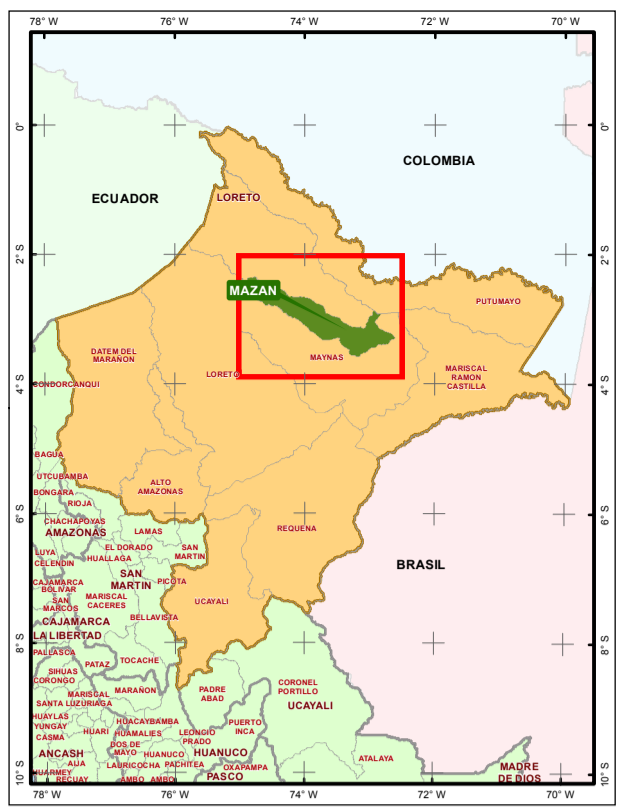 78° W 76° W 74° W 72° W 70° W
0° 0°
COLOMBIA
ECUADOR
LORETO
2° S 2° S
MAZAN
PUTUMAYO
DATEM DEL
MARAÑON
MAYNAS
LORETO
MARISCAL
RAMON
CASTILLA
CONDORCANQUI
4° S 4° S
BAGUA
UTCUBAMBA
BONGARA
RIOJA
ALTO
AMAZONAS
6° S 6° S
CHACHAPOYAS
AMAZONAS
LAMAS
REQUENA
EL DORADO
SAN
MARTIN
LUYA
HUALLAGA
CELENDIN
BRASIL
SAN
MARTIN
PICOTA
CAJAMARCA
BOLIVAR
SAN
MARCOS
MARISCAL
CACERES
UCAYALI
BELLAVISTA
CAJAMARCA
LA LIBERTAD
8° S 8° S
PALLASCA
PATAZ
TOCACHE
SIHUAS
CORONGO
MARISCAL
LUZURIAGA
MARAÑON
PADRE
ABAD
CORONEL
PORTILLO
SANTA
UCAYALI
HUAYLAS
YUNGAY
HUACAYBAMBA
PUERTO
INCA
CASMA
HUARI
HUAMALIES
LEONCIO
PRADO
DOS DE
MAYO
ANCASH
HUANUCO
HUANUCO
ATALAYA
AIJA
LAURICOCHA
PACHITEA
OXAPAMPA
MADRE
DE DIOS
HUARMEY
RECUAY
AMBO
AMBO
PASCO
10° S 10° S
78° W 76° W 74° W 72° W 70° W